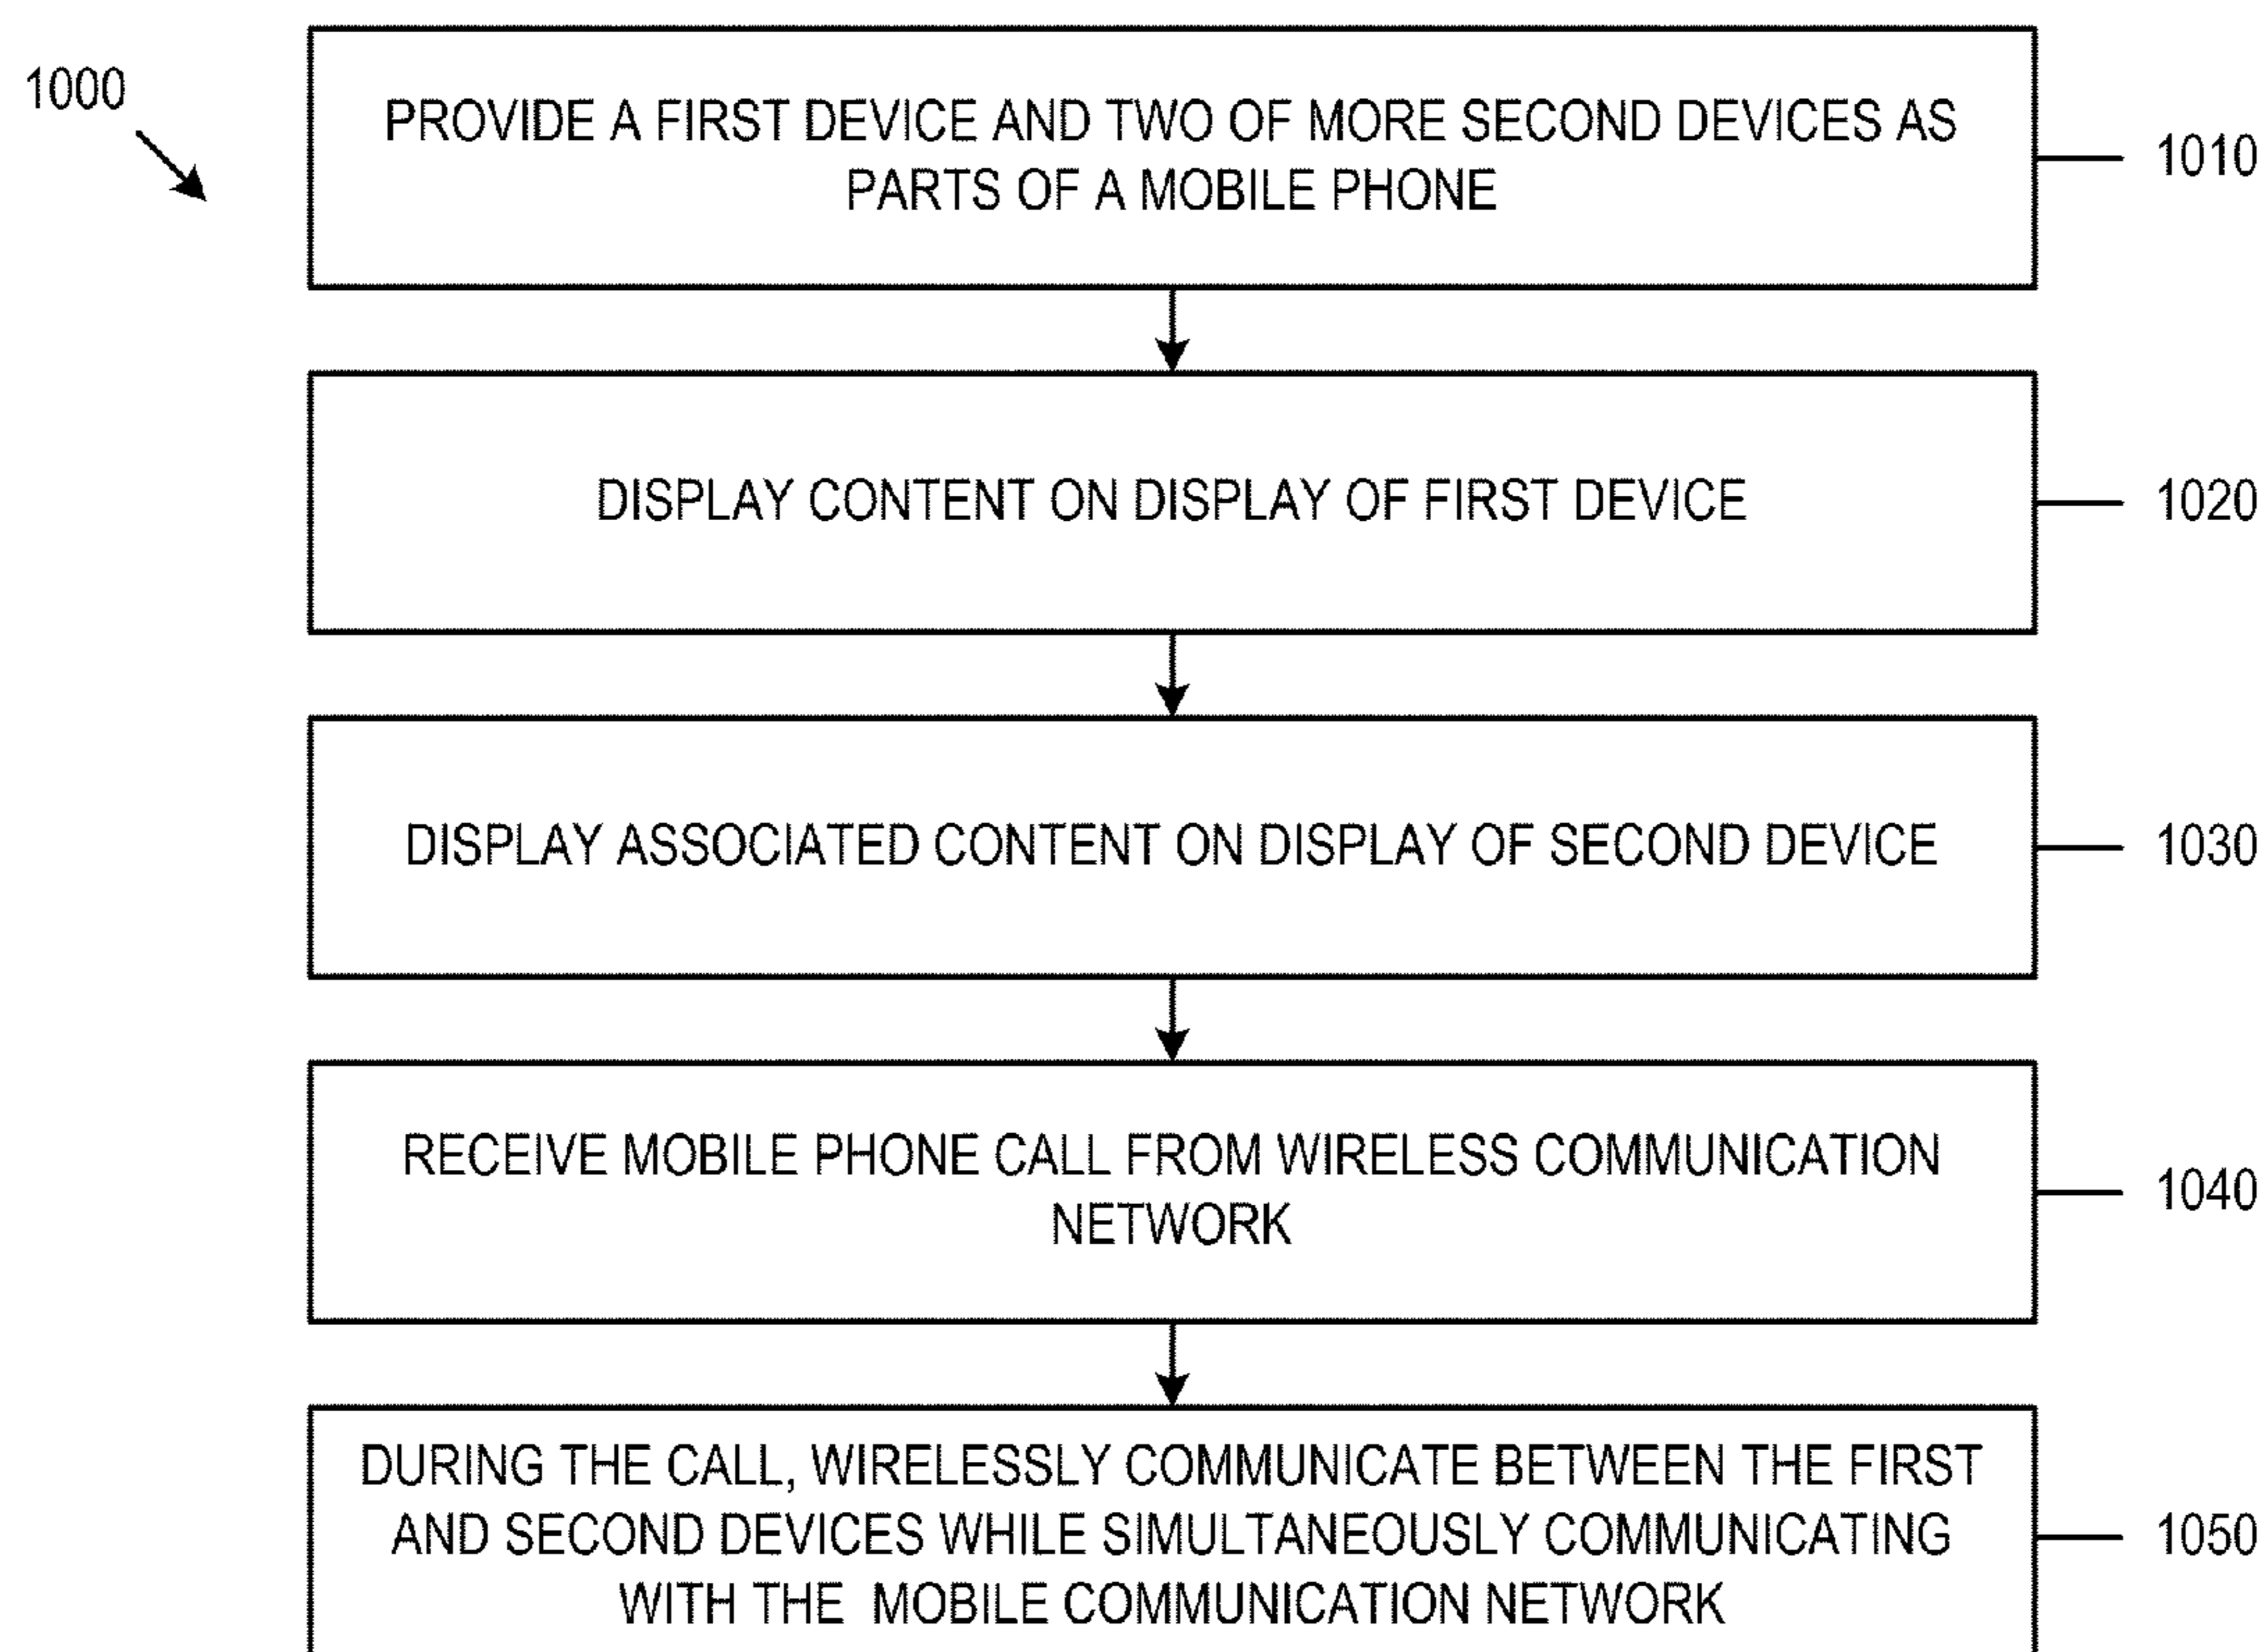 1000
PROVIDE A FIRST DEVICE AND TWO OF MORE SECOND DEVICES AS
PARTS OF A MOBILE PHONE
1010
DISPLAY CONTENT ON DISPLAY OF FIRST DEVICE
1020
DISPLAY ASSOCIATED CONTENT ON DISPLAY OF SECOND DEVICE
1030
RECEIVE MOBILE PHONE CALL FROM WIRELESS COMMUNICATION
NETWORK
1040
DURING THE CALL, WIRELESSLY COMMUNICATE BETWEEN THE FIRST
AND SECOND DEVICES WHILE SIMULTANEOUSLY COMMUNICATING
WITH THE MOBILE COMMUNICATION NETWORK
1050